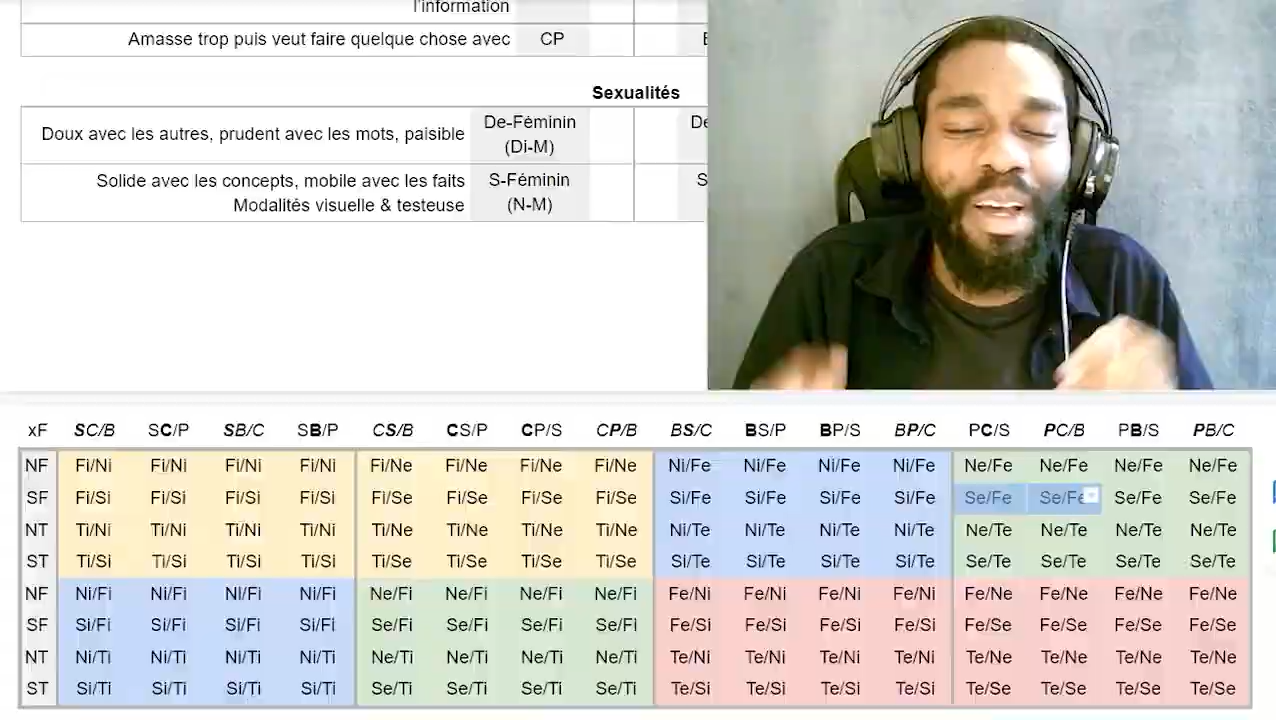 l'information
Amasse trop puis veut faire quelque chose avec CP
Sexualités
Doux avec les autres, prudent avec les mots, paisible De-Féminin (Di-M) De
Solide avec les concepts, mobile avec les faits S-Féminin S
Modalités visuelle & testeuse (N-M)
xF SC/B SC/P SB/C SB/P CS/B CS/P CP/S CP/B BS/C BS/P BP/S BP/C PC/S PC/B PB/S PB/C
NF Fi/Ni Fi/Ni Fi/Ni Fi/Ni Fi/Ne Fi/Ne Fi/Ne Fi/Ne Ni/Fe Ni/Fe Ni/Fe Ni/Fe Ne/Fe Ne/Fe Ne/Fe Ne/Fe
SF Fi/Si Fi/Si Fi/Si Fi/Si Fi/Se Fi/Se Fi/Se Fi/Se Si/Fe Si/Fe Si/Fe Si/Fe Se/Fe Se/Fe Se/Fe Se/Fe
NT Ti/Ni Ti/Ni Ti/Ni Ti/Ni Ti/Ne Ti/Ne Ti/Ne Ti/Ne Ni/Te Ni/Te Ni/Te Ni/Te Ne/Te Ne/Te Ne/Te Ne/Te
ST Ti/Si Ti/Si Ti/Si Ti/Si Ti/Se Ti/Se Ti/Se Ti/Se Si/Te Si/Te Si/Te Si/Te Se/Te Se/Te Se/Te Se/Te
NF Ni/Fi Ni/Fi Ni/Fi Ni/Fi Ne/Fi Ne/Fi Ne/Fi Ne/Fi Fe/Ni Fe/Ni Fe/Ni Fe/Ni Fe/Ne Fe/Ne Fe/Ne Fe/Ne
SF Si/Fi Si/Fi Si/Fi Si/Fi Se/Fi Se/Fi Se/Fi Se/Fi Fe/Si Fe/Si Fe/Si Fe/Si Fe/Se Fe/Se Fe/Se Fe/Se
NT Ni/Ti Ni/Ti Ni/Ti Ni/Ti Ne/Ti Ne/Ti Ne/Ti Ne/Ti Te/Ni Te/Ni Te/Ni Te/Ni Te/Ne Te/Ne Te/Ne Te/Ne
ST Si/Ti Si/Ti Si/Ti Si/Ti Se/Ti Se/Ti Se/Ti Se/Ti Te/Si Te/Si Te/Si Te/Si Te/Se Te/Se Te/Se Te/Se